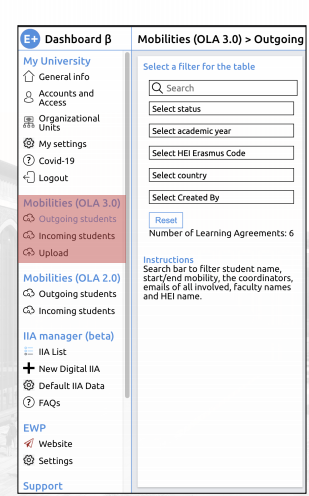 E+ Dashboard β
Mobilities (OLA 3.0) > Outgoing
My University
General info
Accounts and
Access
Organizational
Units
My settings
Covid-19
Logout
Mobilities (OLA 3.0)
Outgoing students
Incoming students
Upload
Mobilities (OLA 2.0)
Outgoing students
Incoming students
IIA manager (beta)
IIA List
New Digital IIA
Default IIA Data
FAQs
EWP
Website
Settings
Support
Select a filter for the table
Search
Select status
Select academic year
Select HEI Erasmus Code
Select country
Select Created By
Reset
Number of Learning Agreements: 6
Instructions
Search bar to filter student name,
start/end mobility, the coordinators,
emails of all involved, faculty names
and HEI name.